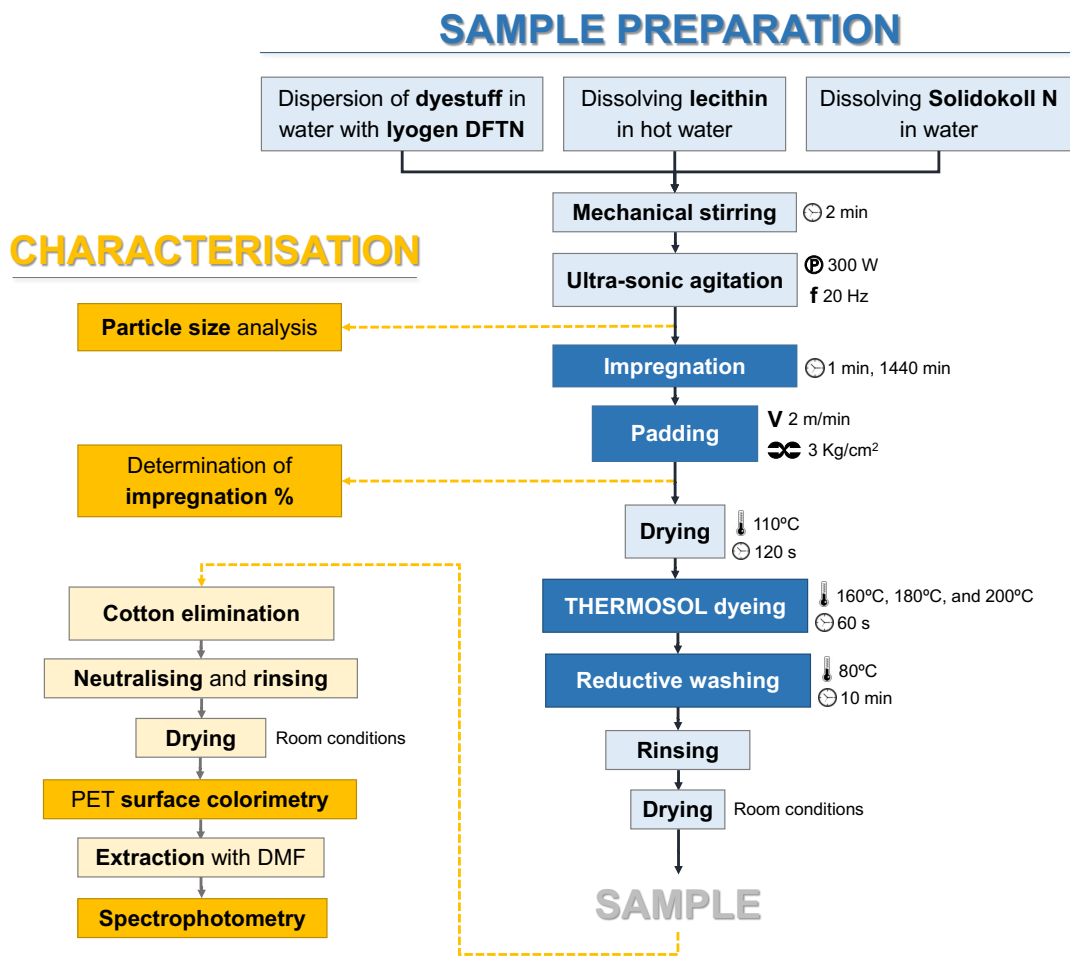 SAMPLE PREPARATION
Dispersion of dyestuff in
water with lyogen DFTN
Dissolving lecithin
in hot water
Dissolving Solidokoll N
in water
Mechanical stirring
2 min
Ultra-sonic agitation
P 300 W
f 20 Hz
Impregnation
1 min, 1440 min
Padding
V 2 m/min
3 Kg/cm²
Drying
110ºC
120 s
THERMOSOL dyeing
160ºC, 180ºC, and 200ºC
60 s
Reductive washing
80ºC
10 min
Rinsing
Drying
Room conditions
SAMPLE
CHARACTERISATION
Particle size analysis
Determination of
impregnation %
Cotton elimination
Neutralising and rinsing
Drying
Room conditions
PET surface colorimetry
Extraction with DMF
Spectrophotometry